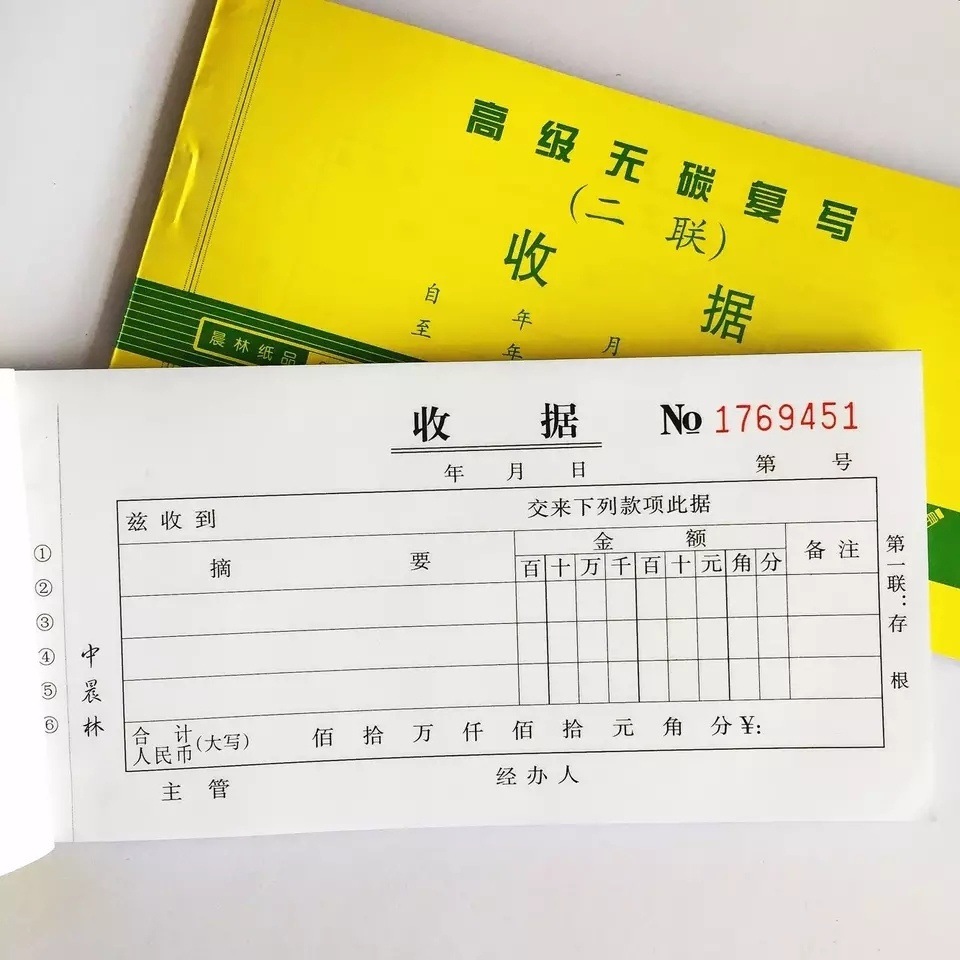 高级无碳复写
(二联)
收据
自 年 月
至 年
晨林纸品
收据 No 1769451
年 月 日 第 号
兹收到 交来下列款项此据
摘要 金额 备注
百 十 万 千 百 十 元 角 分
合计
人民币(大写) 佰 拾 万 仟 佰 拾 元 角 分 ¥:
主管 经办人
第一联:存根
①
②
③
④
⑤
⑥
中晨林